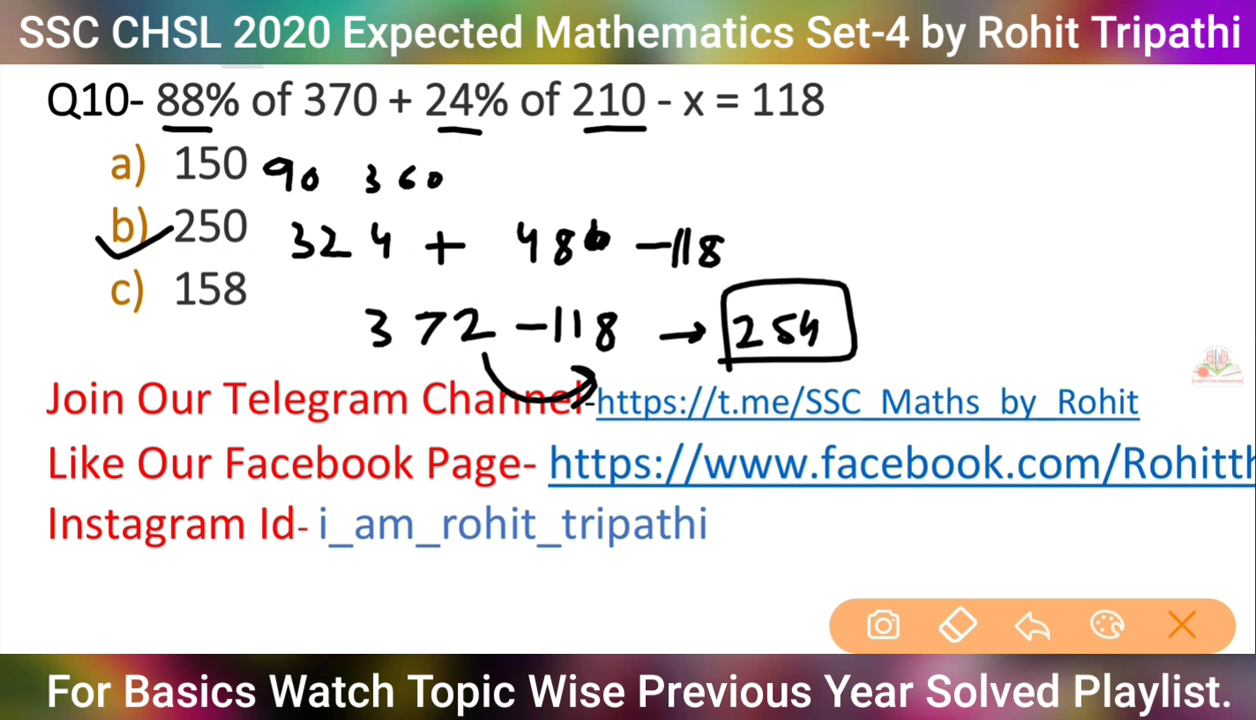 SSC CHSL 2020 Expected Mathematics Set-4 by Rohit Tripathi
Q10- 88% of 370 + 24% of 210 - x = 118
a) 150
90 360
b) 250
324 + 48 -118
c) 158
372 -118 → 254
Join Our Telegram Channel-https://t.me/SSC_Maths_by_Rohit
Like Our Facebook Page- https://www.facebook.com/Rohitth
Instagram Id- i_am_rohit_tripathi
For Basics Watch Topic Wise Previous Year Solved Playlist.